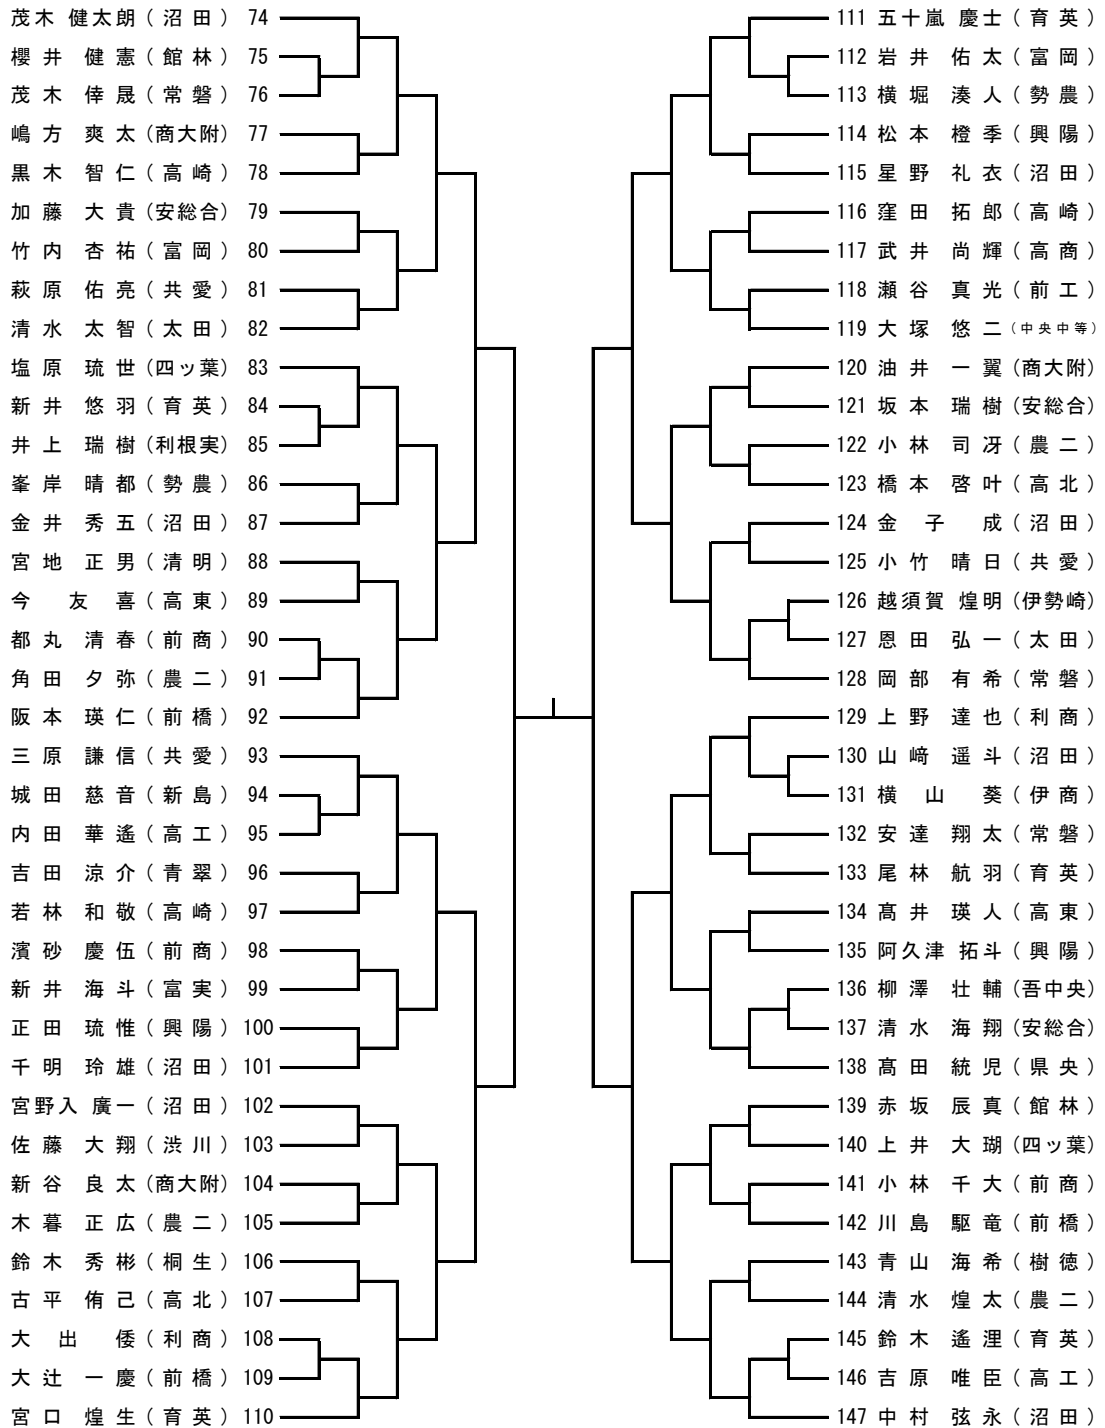 茂木 健太朗 (沼田) 74
櫻井 健憲 (館林) 75
茂木 倖晟 (常磐) 76
嶋方 爽太 (商大附) 77
黒木 智仁 (高崎) 78
加藤 大貴 (安総合) 79
竹内 杏祐 (富岡) 80
萩原 佑亮 (共愛) 81
清水 太智 (太田) 82
塩原 琉世 (四ッ葉) 83
新井 悠羽 (育英) 84
井上 瑞樹 (利根実) 85
峯岸 晴都 (勢農) 86
金井 秀五 (沼田) 87
宮地 正男 (清明) 88
今 友喜 (高東) 89
都丸 清春 (前商) 90
角田 夕弥 (農二) 91
阪本 瑛仁 (前橋) 92
三原 謙信 (共愛) 93
城田 慈音 (新島) 94
内田 華遙 (高工) 95
吉田 涼介 (青翠) 96
若林 和敬 (高崎) 97
濱砂 慶伍 (前商) 98
新井 海斗 (富実) 99
正田 琉惟 (興陽) 100
千明 玲雄 (沼田) 101
宮野入 廣一 (沼田) 102
佐藤 大翔 (渋川) 103
新谷 良太 (商大附) 104
木暮 正広 (農二) 105
鈴木 秀彬 (桐生) 106
古平 侑己 (高北) 107
大出 倭 (利商) 108
大辻 一慶 (前橋) 109
宮口 煌生 (育英) 110
111 五十嵐 慶士 (育英)
112 岩井 佑太 (富岡)
113 横堀 湊人 (勢農)
114 松本 橙季 (興陽)
115 星野 礼衣 (沼田)
116 窪田 拓郎 (高崎)
117 武井 尚輝 (高商)
118 瀬谷 真光 (前工)
119 大塚 悠二 (中央中等)
120 油井 一翼 (商大附)
121 坂本 瑞樹 (安総合)
122 小林 司冴 (農二)
123 橋本 啓叶 (高北)
124 金子 成 (沼田)
125 小竹 晴日 (共愛)
126 越須賀 煌明 (伊勢崎)
127 恩田 弘一 (太田)
128 岡部 有希 (常磐)
129 上野 達也 (利商)
130 山﨑 遥斗 (沼田)
131 横山 葵 (伊商)
132 安達 翔太 (常磐)
133 尾林 航羽 (育英)
134 髙井 瑛人 (高東)
135 阿久津 拓斗 (興陽)
136 柳澤 壮輔 (吾中央)
137 清水 海翔 (安総合)
138 髙田 統児 (県央)
139 赤坂 辰真 (館林)
140 上井 大瑚 (四ッ葉)
141 小林 千大 (前商)
142 川島 駆竜 (前橋)
143 青山 海希 (樹徳)
144 清水 煌太 (農二)
145 鈴木 遙浬 (育英)
146 吉原 唯臣 (高工)
147 中村 弦永 (沼田)